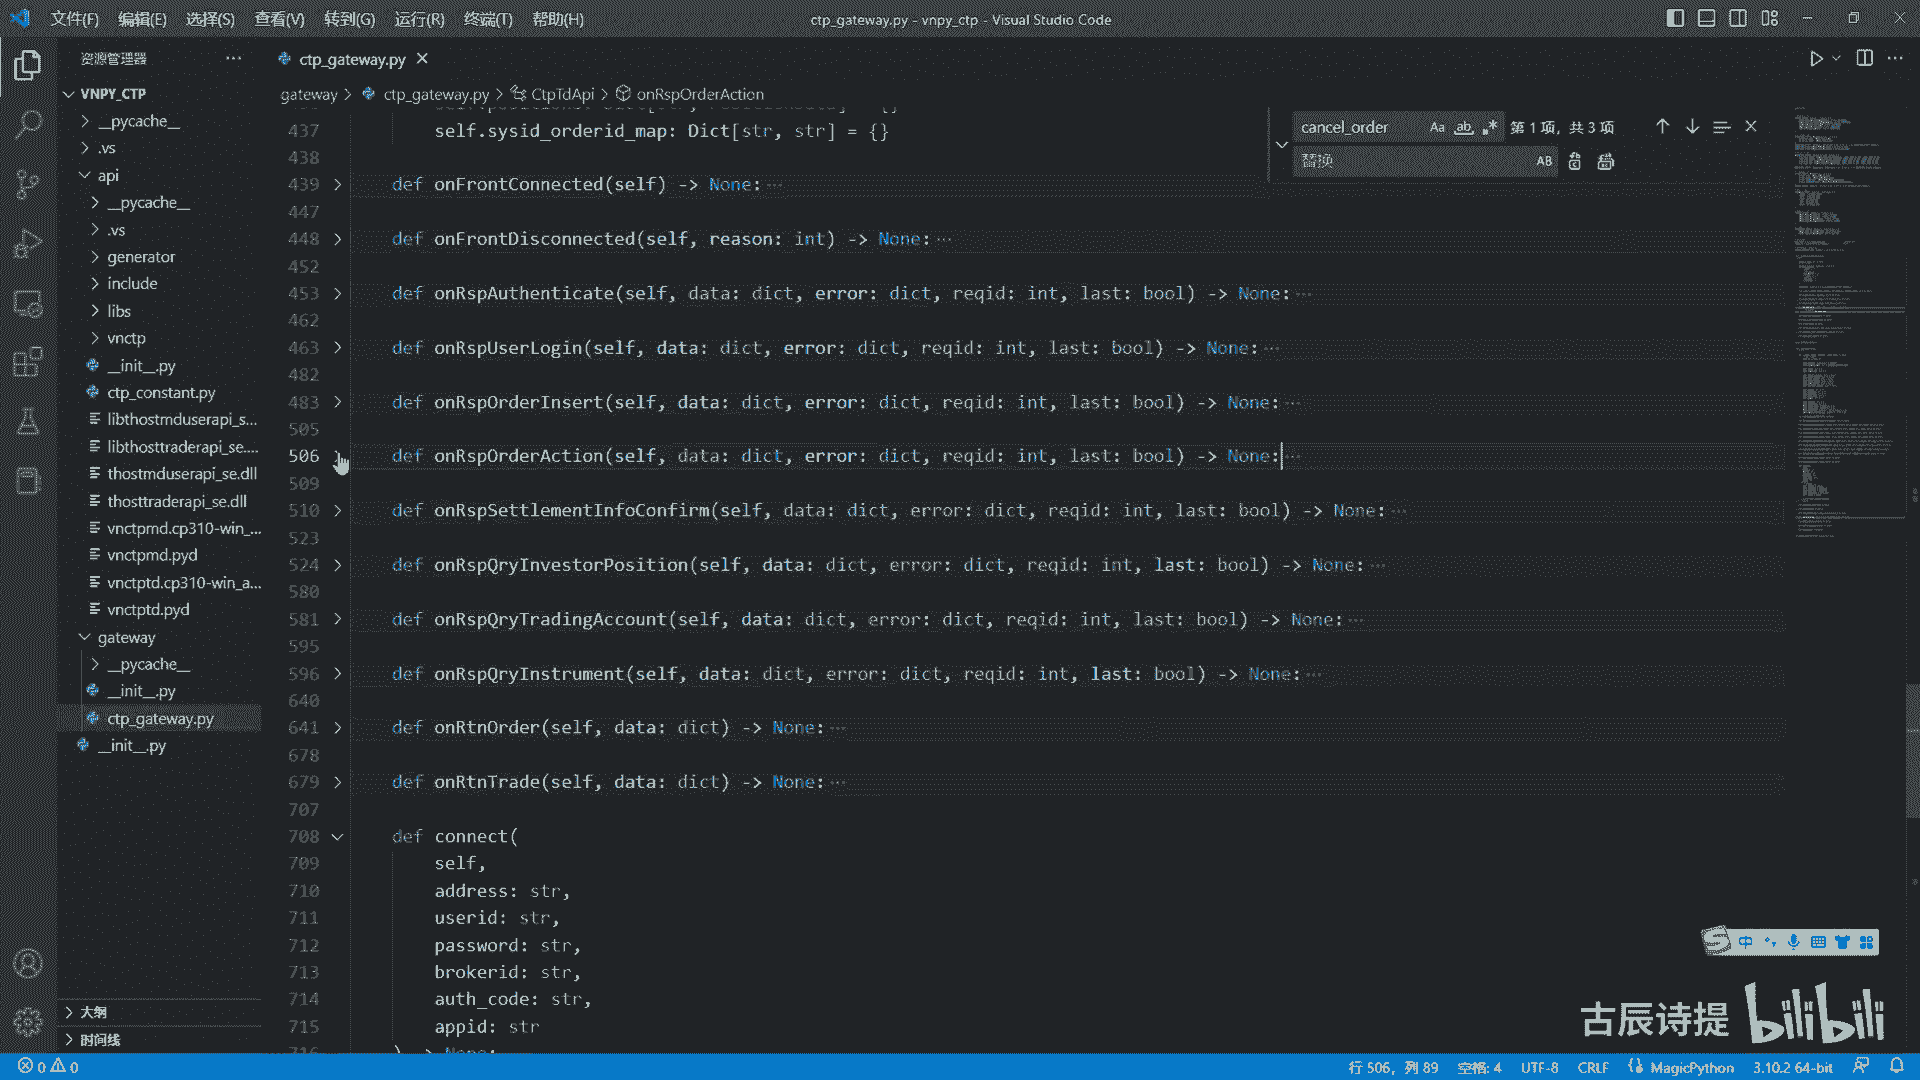 文件(F) 编辑(E) 选择(S) 查看(V) 转到(G) 运行(R) 终端(T) 帮助(H)
ctp_gateway.py - vnpy_ctp - Visual Studio Code
资源管理器
ctp_gateway.py
VNPY_CTP
gateway > ctp_gateway.py > CtpTdApi > onRspOrderAction
__pycache__
.vs
api
__pycache__
.vs
generator
include
libs
vnctp
__init__.py
ctp_constant.py
libthostmduserapi_s...
libthosttraderapi_se....
thostmduserapi_se.dll
thosttraderapi_se.dll
vnctpmd.cp310-win_...
vnctpmd.pyd
vnctptd.cp310-win_a...
vnctptd.pyd
gateway
__pycache__
__init__.py
ctp_gateway.py
__init__.py
大纲
时间线
cancel_order Aa ab .* 第 1 项，共 3 项
替换 AB
437 self.sysid_orderid_map: Dict[str, str] = {}
438
439 def onFrontConnected(self) -> None:···
447
448 def onFrontDisconnected(self, reason: int) -> None:···
452
453 def onRspAuthenticate(self, data: dict, error: dict, reqid: int, last: bool) -> None:···
462
463 def onRspUserLogin(self, data: dict, error: dict, reqid: int, last: bool) -> None:···
482
483 def onRspOrderInsert(self, data: dict, error: dict, reqid: int, last: bool) -> None:···
505
506 def onRspOrderAction(self, data: dict, error: dict, reqid: int, last: bool) -> None:···
509
510 def onRspSettlementInfoConfirm(self, data: dict, error: dict, reqid: int, last: bool) -> None:···
523
524 def onRspQryInvestorPosition(self, data: dict, error: dict, reqid: int, last: bool) -> None:···
580
581 def onRspQryTradingAccount(self, data: dict, error: dict, reqid: int, last: bool) -> None:···
595
596 def onRspQryInstrument(self, data: dict, error: dict, reqid: int, last: bool) -> None:···
640
641 def onRtnOrder(self, data: dict) -> None:···
678
679 def onRtnTrade(self, data: dict) -> None:···
707
708 def connect(
709 self,
710 address: str,
711 userid: str,
712 password: str,
713 brokerid: str,
714 auth_code: str,
715 appid: str
中
古辰诗提 bilibili
0 0 行 506，列 89 空格: 4 UTF-8 CRLF MagicPython 3.10.2 64-bit